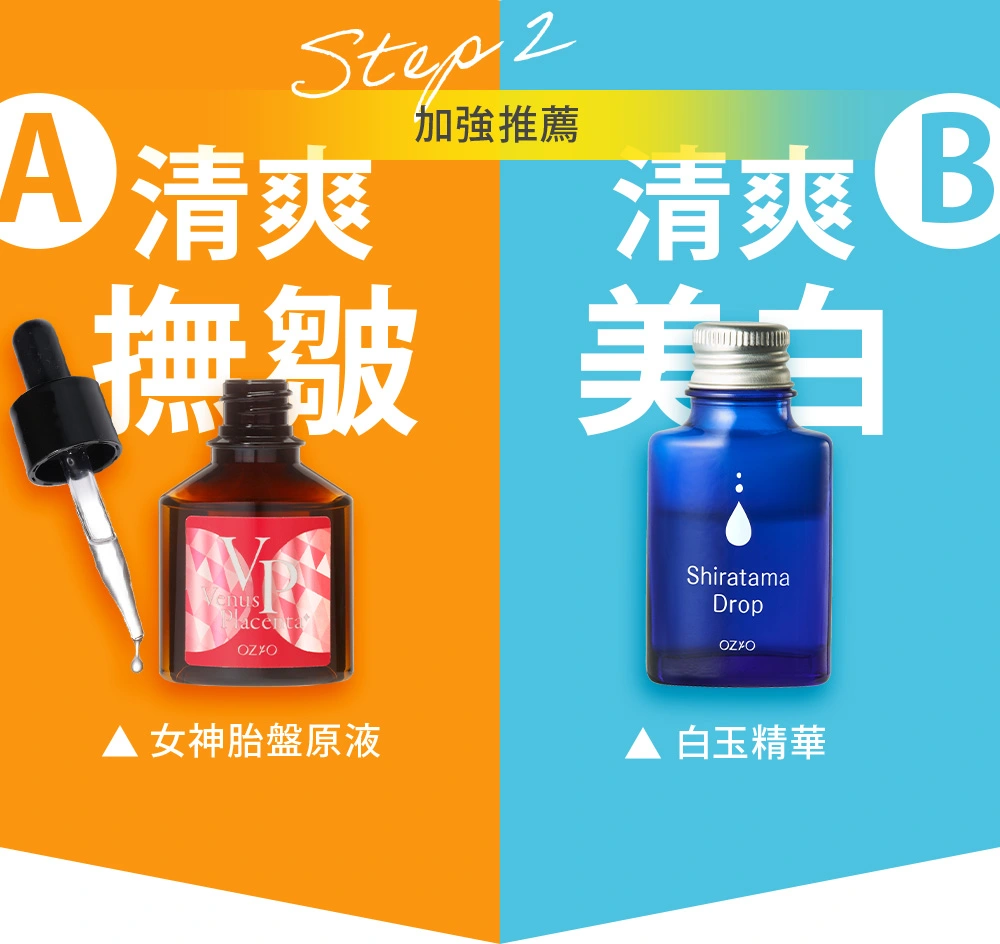 Step 2
加強推薦
A
清爽
撫皺
VP
Venus
Placenta
OZIO
▲ 女神胎盤原液
B
清爽
美白
Shiratama
Drop
OZIO
▲ 白玉精華